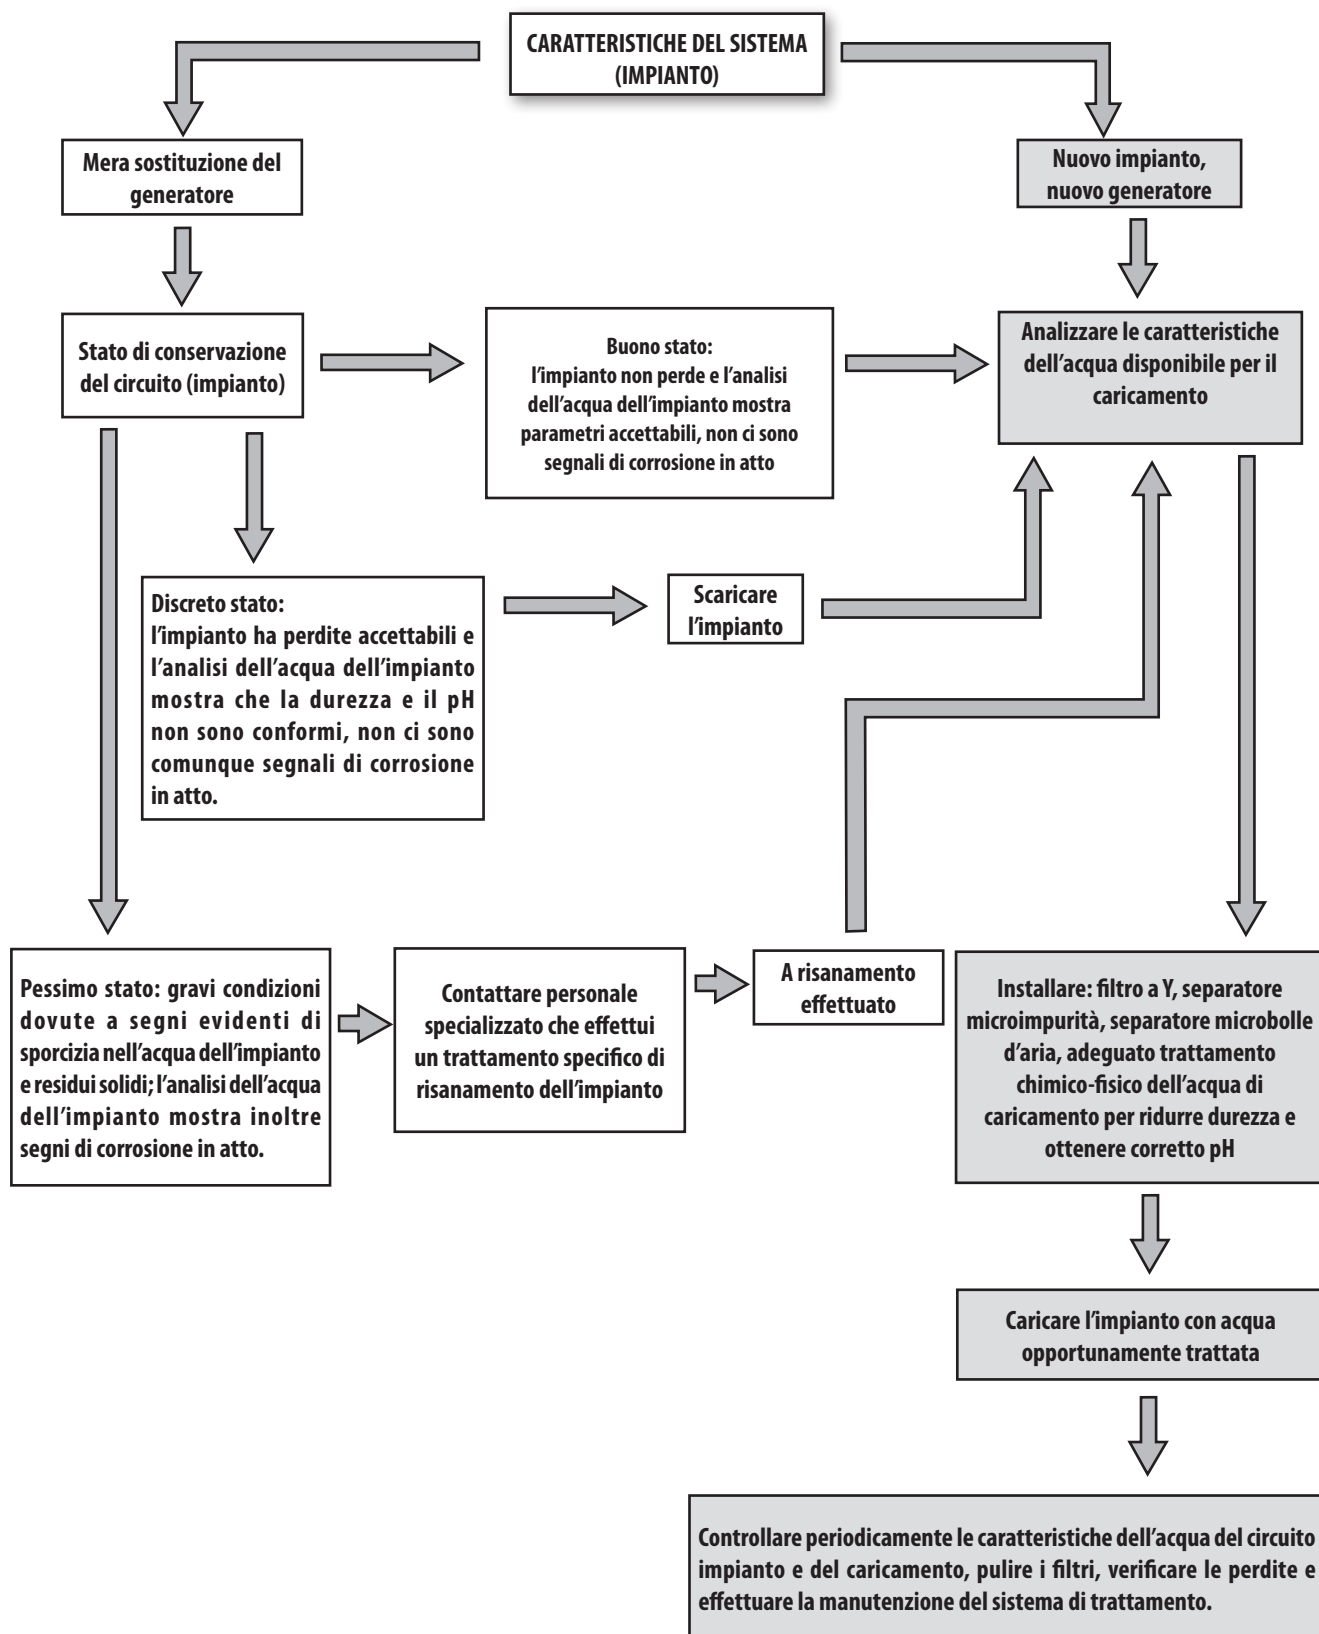 CARATTERISTICHE DEL SISTEMA
(IMPIANTO)
Mera sostituzione del
generatore
Nuovo impianto,
nuovo generatore
Stato di conservazione
del circuito (impianto)
Buono stato:
l'impianto non perde e l'analisi
dell'acqua dell'impianto mostra
parametri accettabili, non ci sono
segnali di corrosione in atto
Analizzare le caratteristiche
dell'acqua disponibile per il
caricamento
Discreto stato:
l'impianto ha perdite accettabili e
l'analisi dell'acqua dell'impianto
mostra che la durezza e il pH
non sono conformi, non ci sono
comunque segnali di corrosione
in atto.
Scaricare
l'impianto
Pessimo stato: gravi condizioni
dovute a segni evidenti di
sporcizia nell'acqua dell'impianto
e residui solidi; l'analisi dell'acqua
dell'impianto mostra inoltre
segni di corrosione in atto.
Contattare personale
specializzato che effettui
un trattamento specifico di
risanamento dell'impianto
A risanamento
effettuato
Installare: filtro a Y, separatore
microimpurità, separatore microbolle
d'aria, adeguato trattamento
chimico-fisico dell'acqua di
caricamento per ridurre durezza e
ottenere corretto pH
Caricare l'impianto con acqua
opportunamente trattata
Controllare periodicamente le caratteristiche dell'acqua del circuito
impianto e del caricamento, pulire i filtri, verificare le perdite e
effettuare la manutenzione del sistema di trattamento.